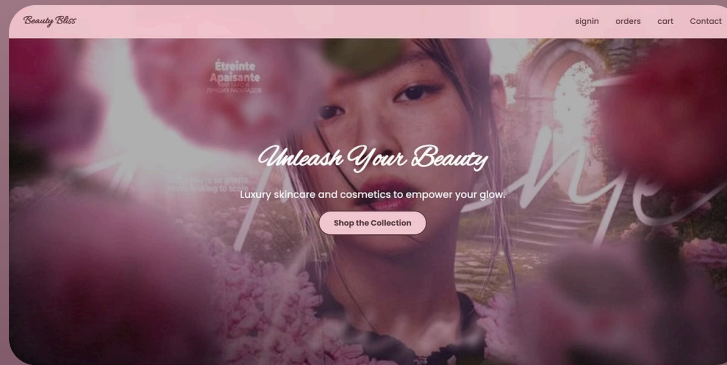 Beauty Bliss
signin orders cart Contact
Étreinte
Apaisante
Unleash Your Beauty
Luxury skincare and cosmetics to empower your glow.
Shop the Collection